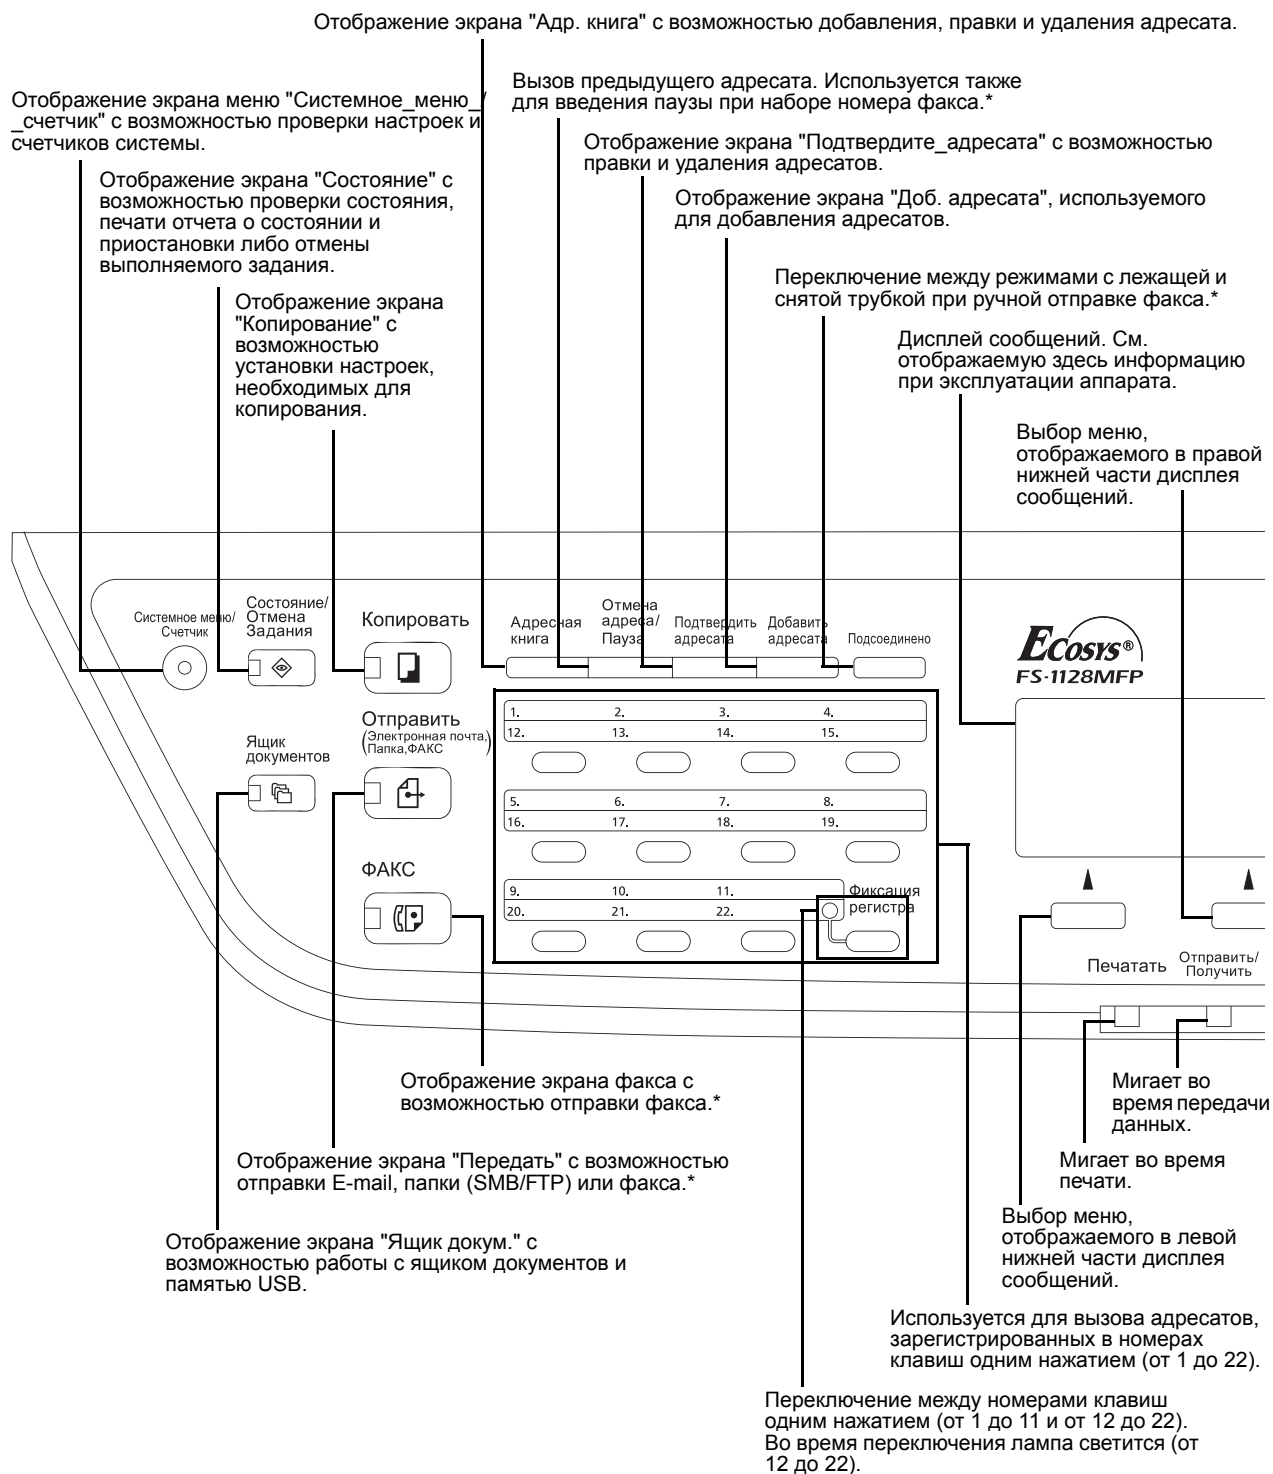 Отображение экрана "Адр. книга" с возможностью добавления, правки и удаления адресата.
Вызов предыдущего адресата. Используется также
для введения паузы при наборе номера факса.*
Отображение экрана меню "Системное_меню_/
_счетчик" с возможностью проверки настроек и
счетчиков системы.
Отображение экрана "Подтвердите_адресата" с возможностью
правки и удаления адресатов.
Отображение экрана "Состояние" с
возможностью проверки состояния,
печати отчета о состоянии и
приостановки либо отмены
выполняемого задания.
Отображение экрана "Доб. адресата", используемого
для добавления адресатов.
Переключение между режимами с лежащей и
снятой трубкой при ручной отправке факса.*
Отображение экрана
"Копирование" с
возможностью
установки настроек,
необходимых для
копирования.
Дисплей сообщений. См.
отображаемую здесь информацию
при эксплуатации аппарата.
Выбор меню,
отображаемого в правой
нижней части дисплея
сообщений.
Системное меню/
Счетчик
Состояние/
Отмена
Задания
Копировать
Адресная
книга
Отмена
адреса/
Пауза
Подтвердить
адресата
Добавить
адресата
Подсоединено
ECOSYS®
FS-1128MFP
Ящик
документов
Отправить
(Электронная почта,
Папка,ФАКС)
ФАКС
1. 2. 3. 4.
12. 13. 14. 15.
5. 6. 7. 8.
16. 17. 18. 19.
9. 10. 11.
20. 21. 22.
Фиксация
регистра
Печатать
Отправить/
Получить
Отображение экрана факса с
возможностью отправки факса.*
Мигает во
время передачи
данных.
Отображение экрана "Передать" с возможностью
отправки E-mail, папки (SMB/FTP) или факса.*
Мигает во время
печати.
Отображение экрана "Ящик докум." с
возможностью работы с ящиком документов и
памятью USB.
Выбор меню,
отображаемого в левой
нижней части дисплея
сообщений.
Используется для вызова адресатов,
зарегистрированных в номерах
клавиш одним нажатием (от 1 до 22).
Переключение между номерами клавиш
одним нажатием (от 1 до 11 и от 12 до 22).
Во время переключения лампа светится (от
12 до 22).